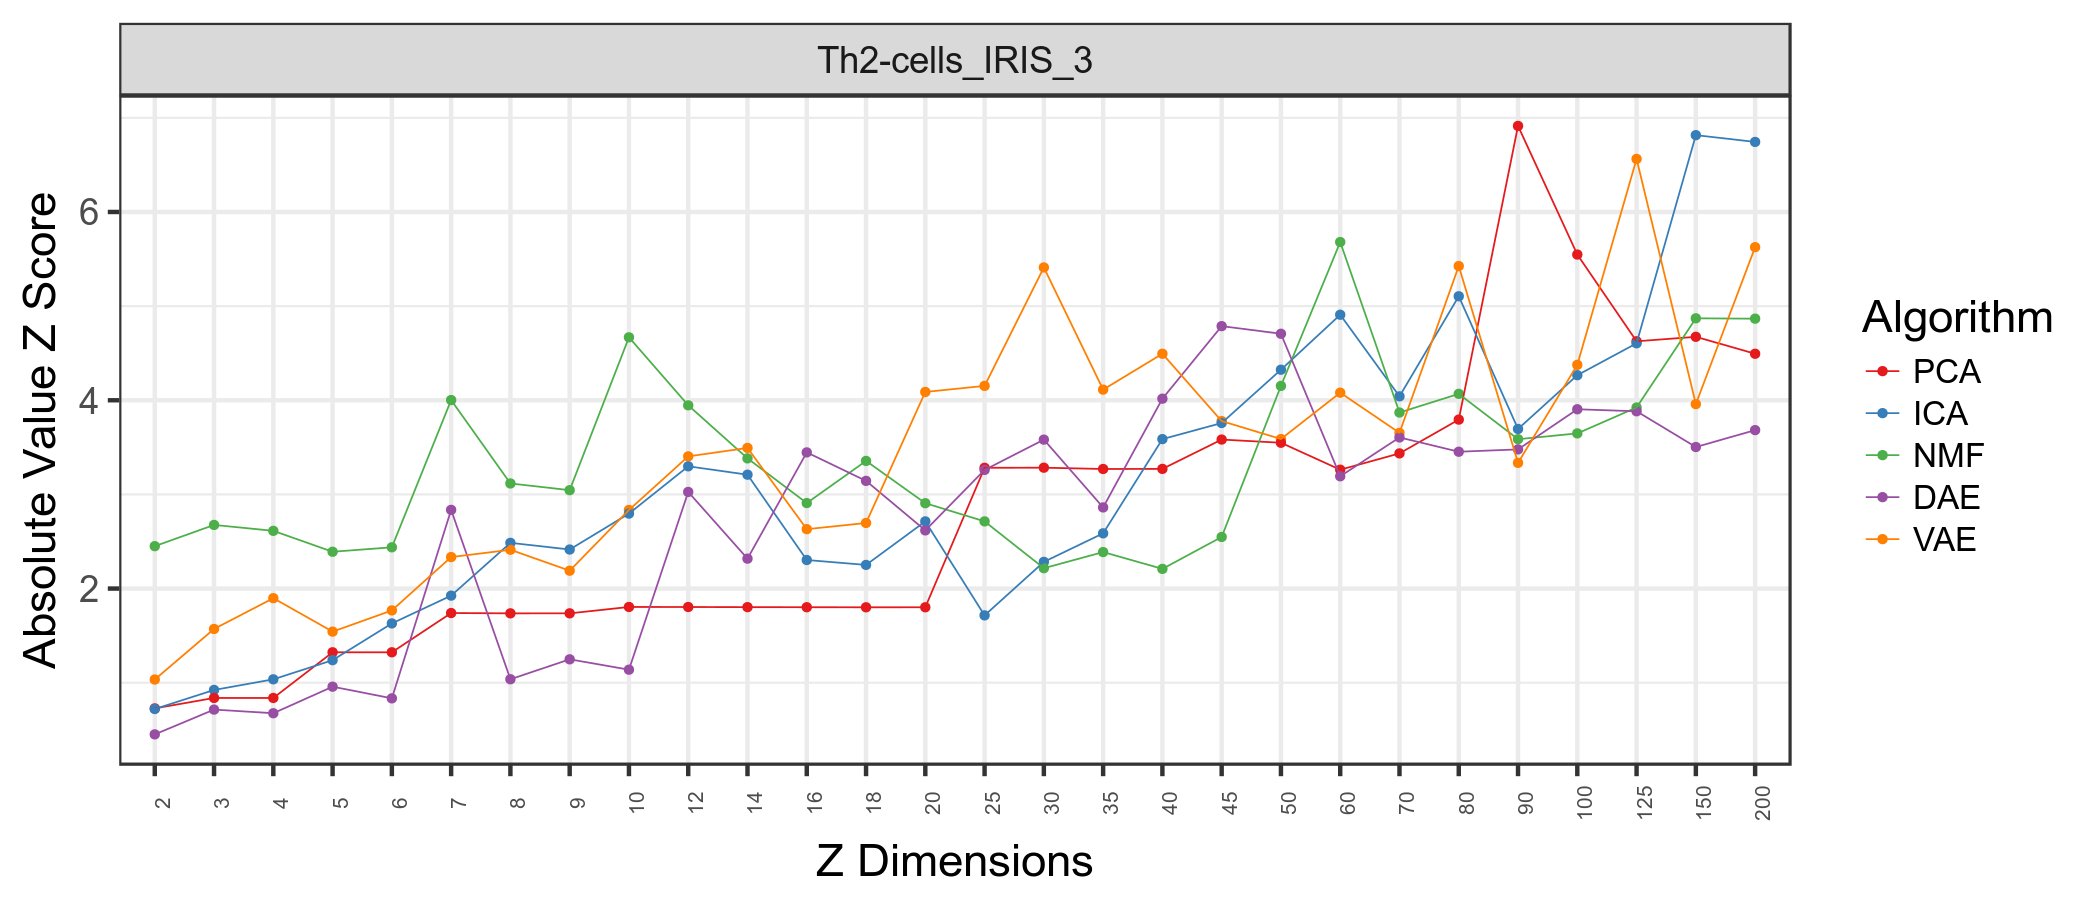 Th2-cells_IRIS_3
Absolute Value Z Score
6
4
2
2 3 4 5 6 7 8 9 10 12 14 16 18 20 25 30 35 40 45 50 60 70 80 90 100 125 150 200
Z Dimensions
Algorithm
PCA
ICA
NMF
DAE
VAE